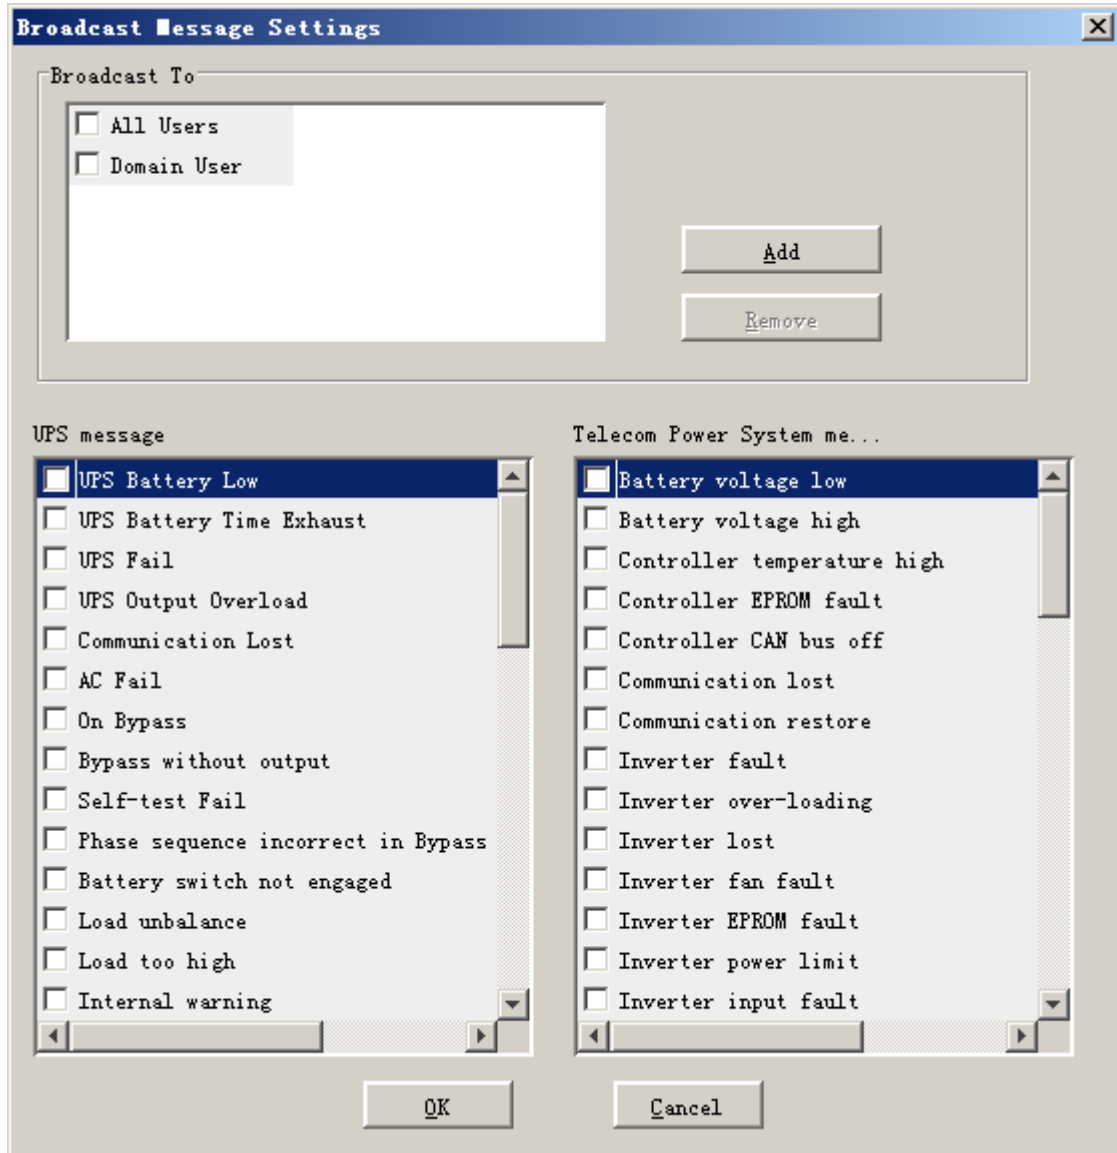 Broadcast Message Settings
Broadcast To
All Users
Domain User
Add
Remove
UPS message
UPS Battery Low
UPS Battery Time Exhaust
UPS Fail
UPS Output Overload
Communication Lost
AC Fail
On Bypass
Bypass without output
Self-test Fail
Phase sequence incorrect in Bypass
Battery switch not engaged
Load unbalance
Load too high
Internal warning
Telecom Power System me...
Battery voltage low
Battery voltage high
Controller temperature high
Controller EPROM fault
Controller CAN bus off
Communication lost
Communication restore
Inverter fault
Inverter over-loading
Inverter lost
Inverter fan fault
Inverter EPROM fault
Inverter power limit
Inverter input fault
OK
Cancel